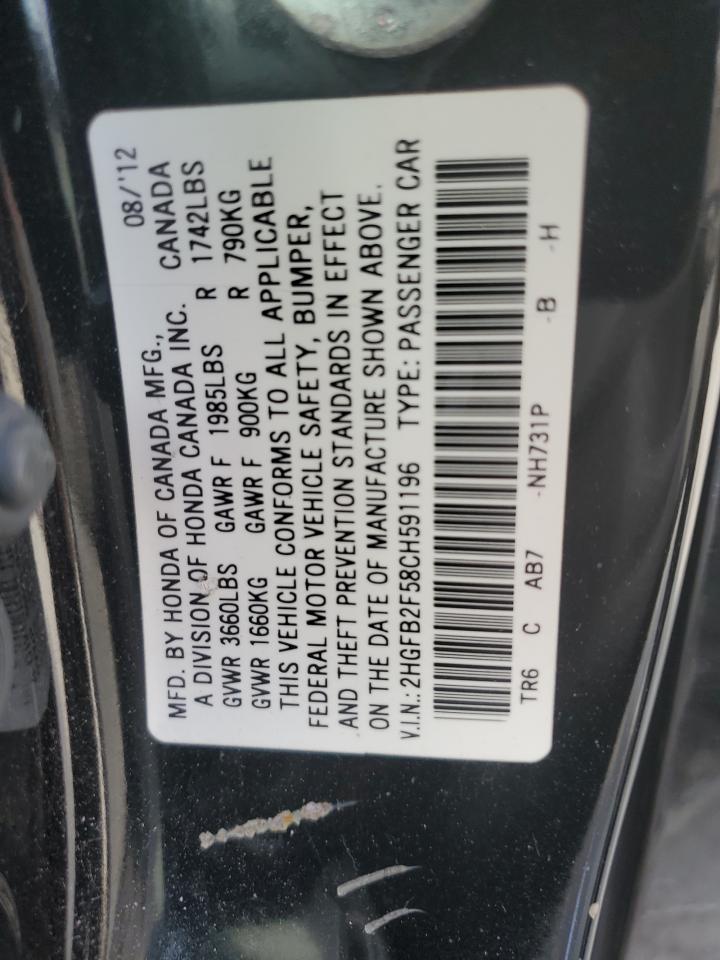 MFD. BY HONDA OF CANADA MFG., 08/'12
A DIVISION OF HONDA CANADA INC. CANADA
GVWR 3660LBS GAWR F 1985LBS R 1742LBS
GVWR 1660KG GAWR F 900KG R 790KG
THIS VEHICLE CONFORMS TO ALL APPLICABLE
FEDERAL MOTOR VEHICLE SAFETY, BUMPER,
AND THEFT PREVENTION STANDARDS IN EFFECT
ON THE DATE OF MANUFACTURE SHOWN ABOVE.
V.I.N.: 2HGFB2F58CH591196 TYPE: PASSENGER CAR
TR6 C AB7 -NH731P -B -H